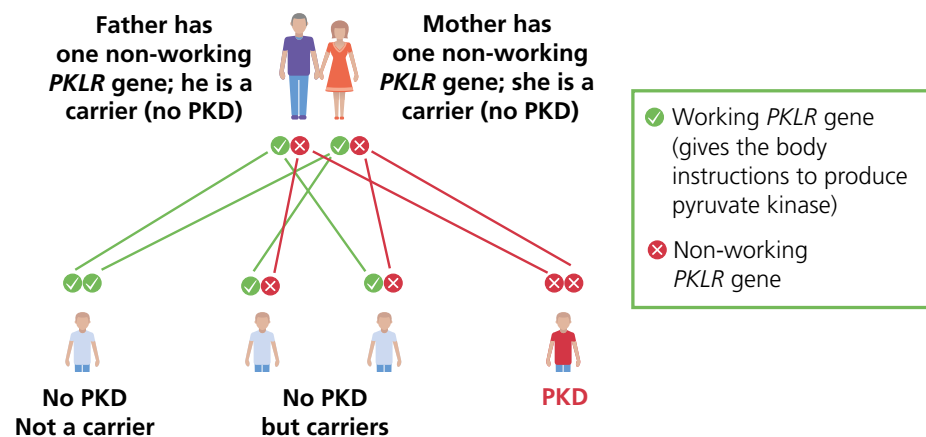 Father has
one non-working
PKLR gene; he is a
carrier (no PKD)
Mother has
one non-working
PKLR gene; she is a
carrier (no PKD)
Working PKLR gene
(gives the body
instructions to produce
pyruvate kinase)
Non-working
PKLR gene
No PKD
Not a carrier
No PKD
but carriers
PKD